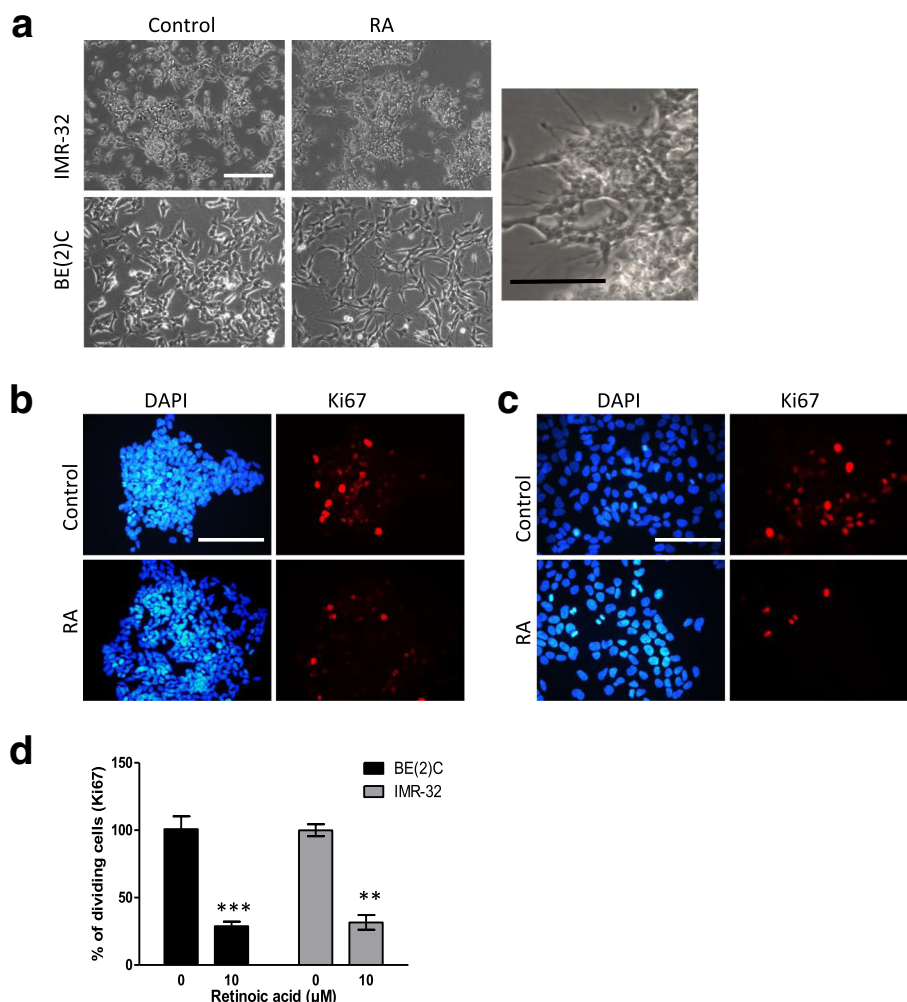 a
Control
RA
IMR-32
BE(2)C
b
DAPI
Ki67
Control
RA
c
DAPI
Ki67
Control
RA
d
% of dividing cells (Ki67)
150
100
50
0
BE(2)C
IMR-32
***
**
0 10 0 10
Retinoic acid (µM)